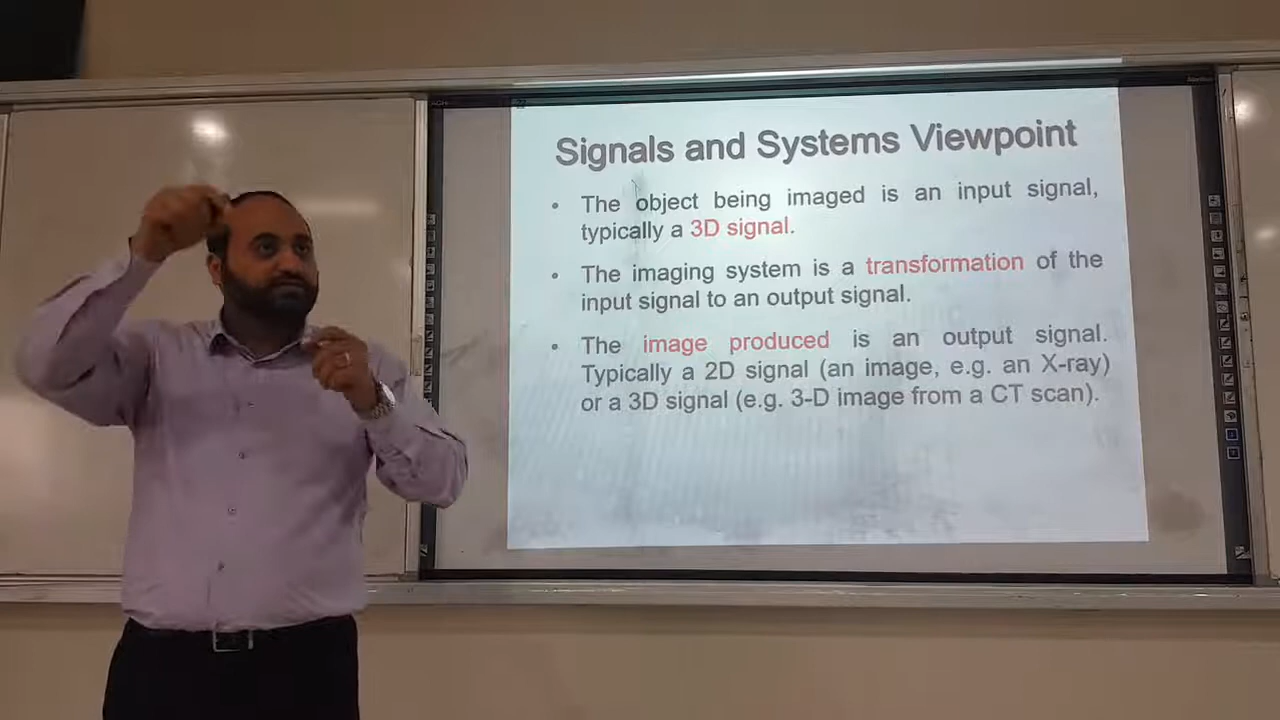 Signals and Systems Viewpoint
• The object being imaged is an input signal,
typically a 3D signal.
• The imaging system is a transformation of the
input signal to an output signal.
• The image produced is an output signal.
Typically a 2D signal (an image, e.g. an X-ray)
or a 3D signal (e.g. 3-D image from a CT scan).